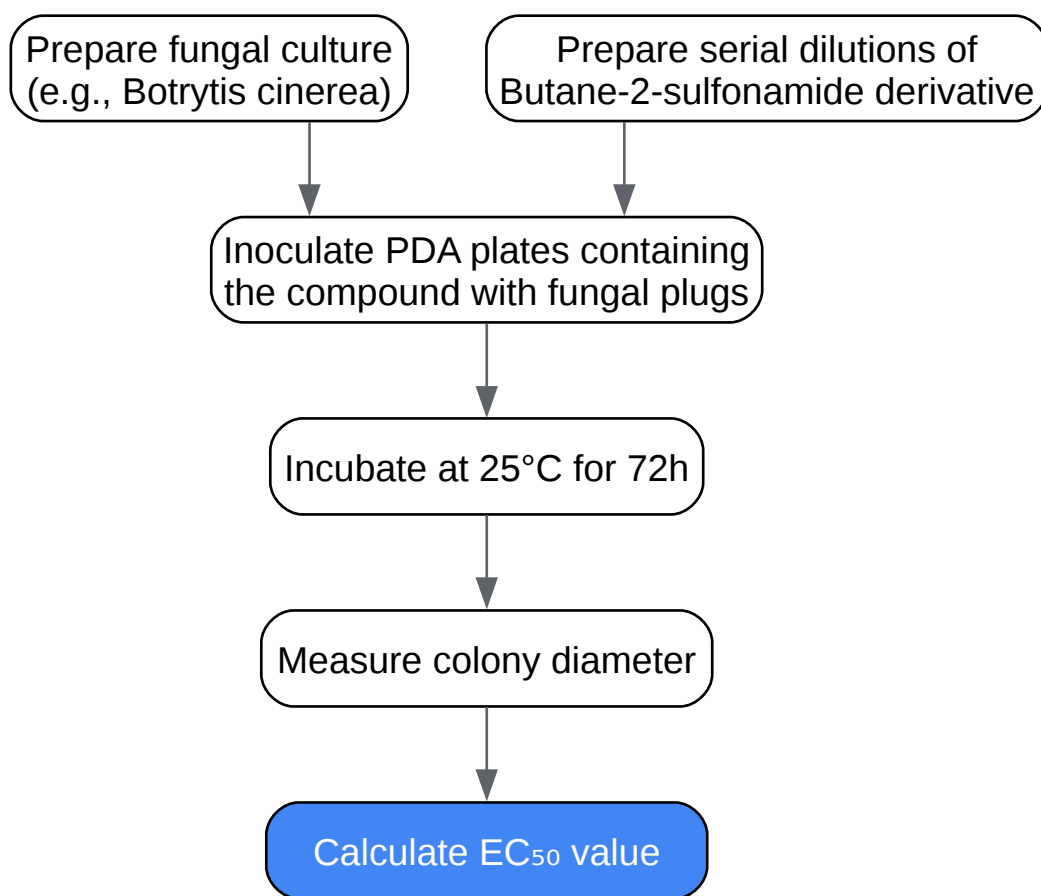 Prepare fungal culture
(e.g., Botrytis cinerea)
Prepare serial dilutions of
Butane-2-sulfonamide derivative
Inoculate PDA plates containing
the compound with fungal plugs
Incubate at 25°C for 72h
Measure colony diameter
Calculate EC₅₀ value